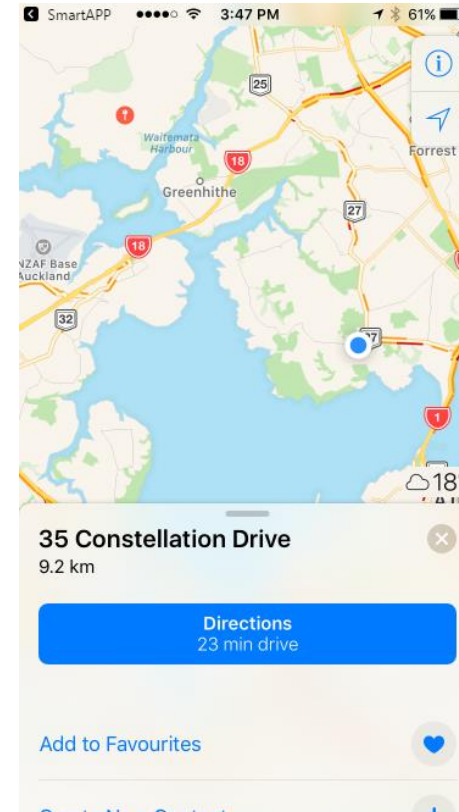 SmartAPP 3:47 PM 61%
25
Waitemata
Harbour
18
Forrest
Greenhithe
27
18
NZAF Base
Auckland
32
1
18°
35 Constellation Drive
9.2 km
Directions
23 min drive
Add to Favourites